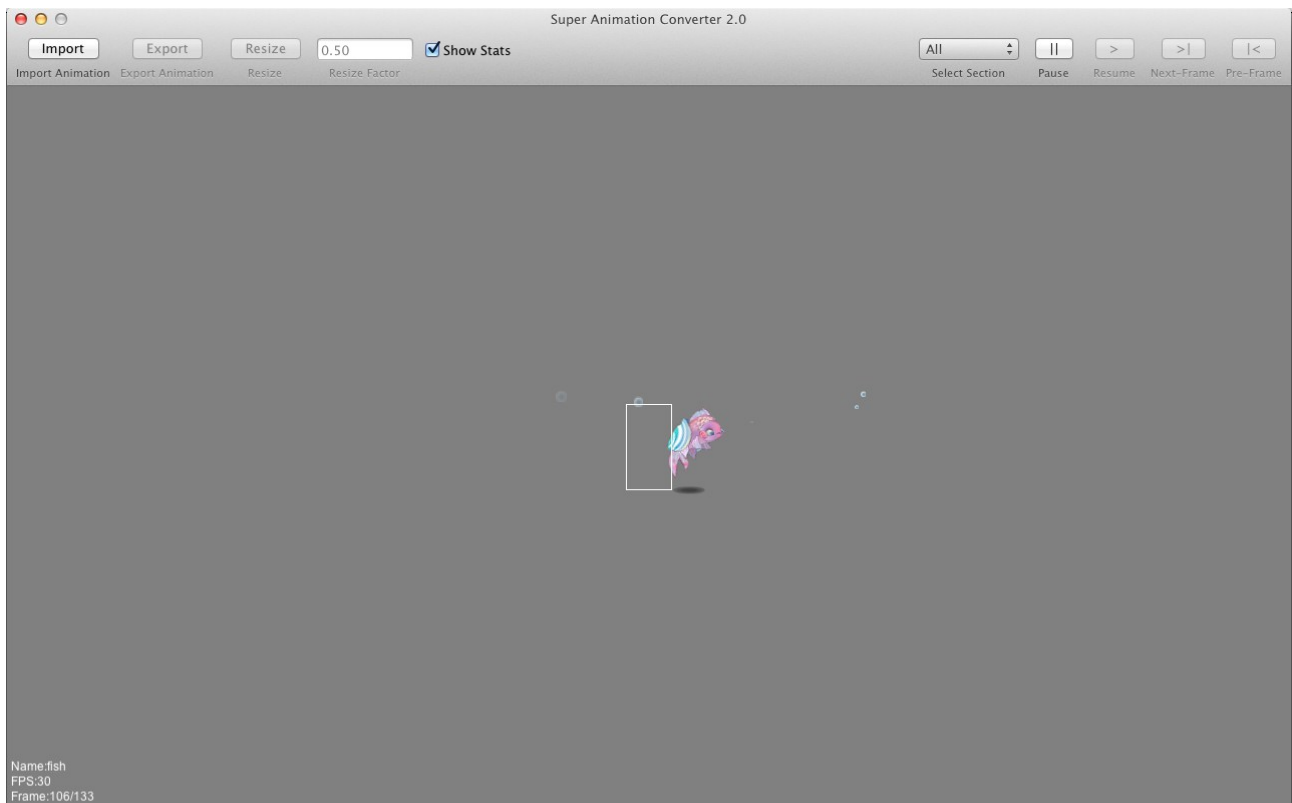 Super Animation Converter 2.0
Import Export Resize 0.50 Show Stats All || > >| |<
Import Animation Export Animation Resize Resize Factor Select Section Pause Resume Next-Frame Pre-Frame
Name:fish
FPS:30
Frame:106/133